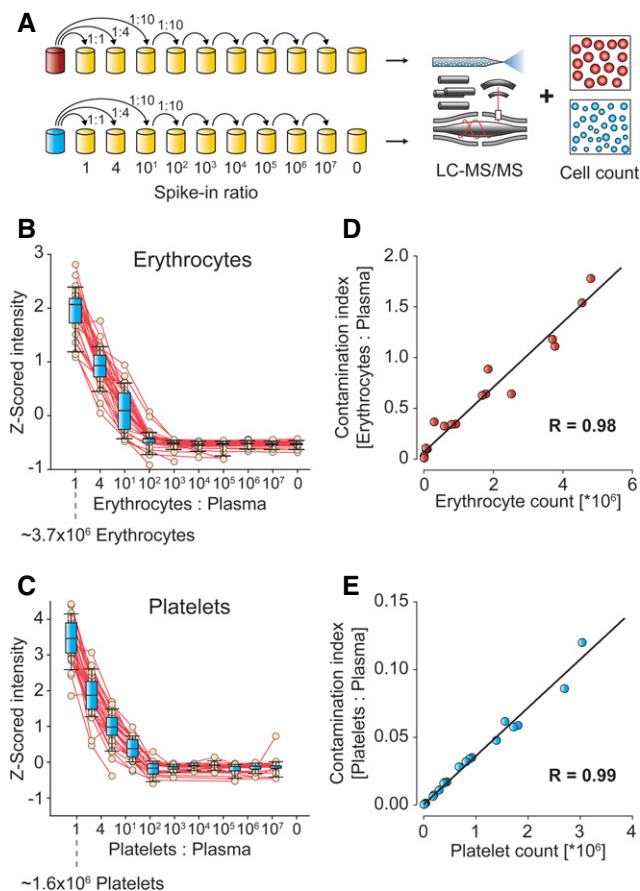 A
1:1
1:4
1:10
1:10
1:1
1:4
1:10
1:10
1 4 10¹ 10² 10³ 10⁴ 10⁵ 10⁶ 10⁷ 0
Spike-in ratio
+
LC-MS/MS
Cell count
B
Erythrocytes
Z-Scored intensity
3
2
1
0
-1
1 4 10¹ 10² 10³ 10⁴ 10⁵ 10⁶ 10⁷ 0
Erythrocytes : Plasma
~3.7x10⁶ Erythrocytes
D
Contamination index
[Erythrocytes : Plasma]
2.0
1.5
1.0
0.5
0
R = 0.98
0 2 4 6
Erythrocyte count [*10⁶]
C
Platelets
Z-Scored intensity
4
3
2
1
0
-1
1 4 10¹ 10² 10³ 10⁴ 10⁵ 10⁶ 10⁷ 0
Platelets : Plasma
~1.6x10⁶ Platelets
E
Contamination index
[Platelets : Plasma]
0.15
0.10
0.05
0.00
R = 0.99
0 1 2 3 4
Platelet count [*10⁶]